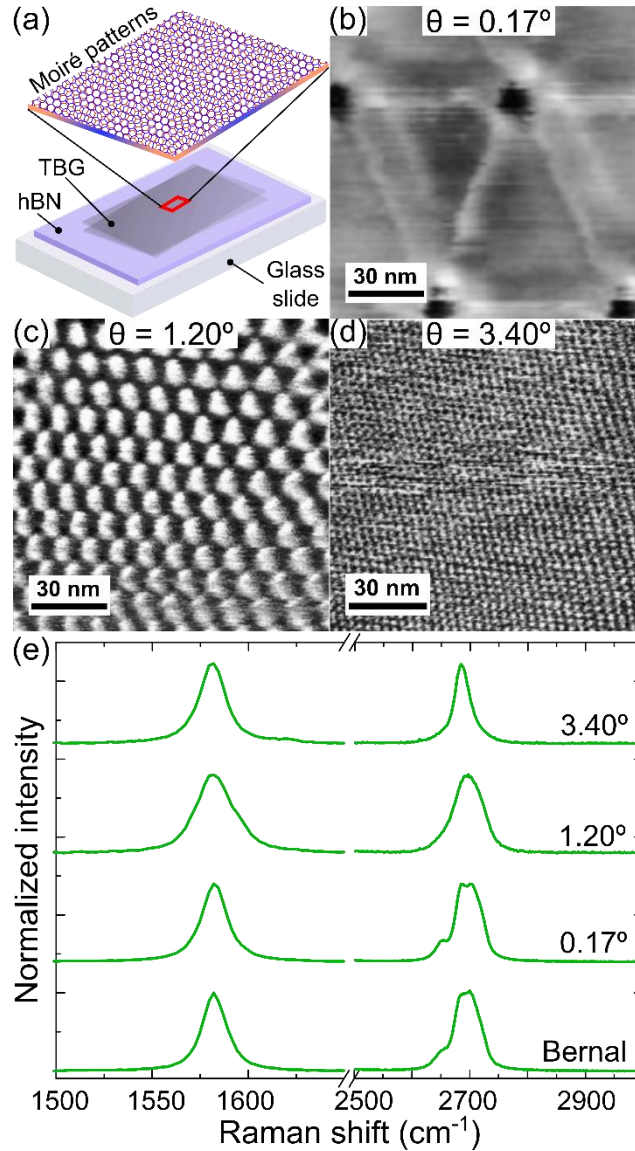 (a)
Moiré patterns
TBG
hBN
Glass
slide
(b)
θ = 0.17º
30 nm
(c)
θ = 1.20º
30 nm
(d)
θ = 3.40º
30 nm
(e)
Normalized intensity
3.40º
1.20º
0.17º
Bernal
1500 1550 1600 2500 2700 2900
Raman shift (cm⁻¹)